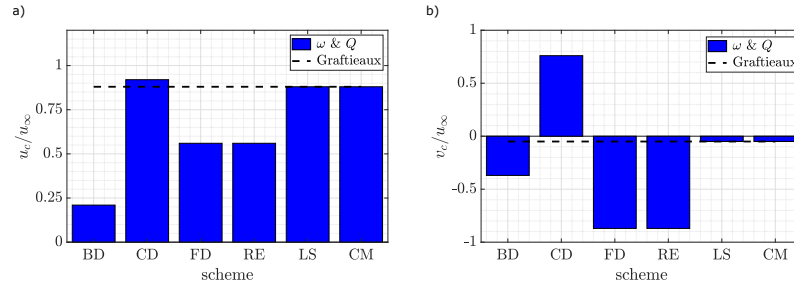 a)
u_c/u_∞
1
0.75
0.5
0.25
0
BD CD FD RE LS CM
scheme
ω & Q
Graftieaux
b)
v_c/u_∞
1
0.5
0
-0.5
-1
BD CD FD RE LS CM
scheme
ω & Q
Graftieaux